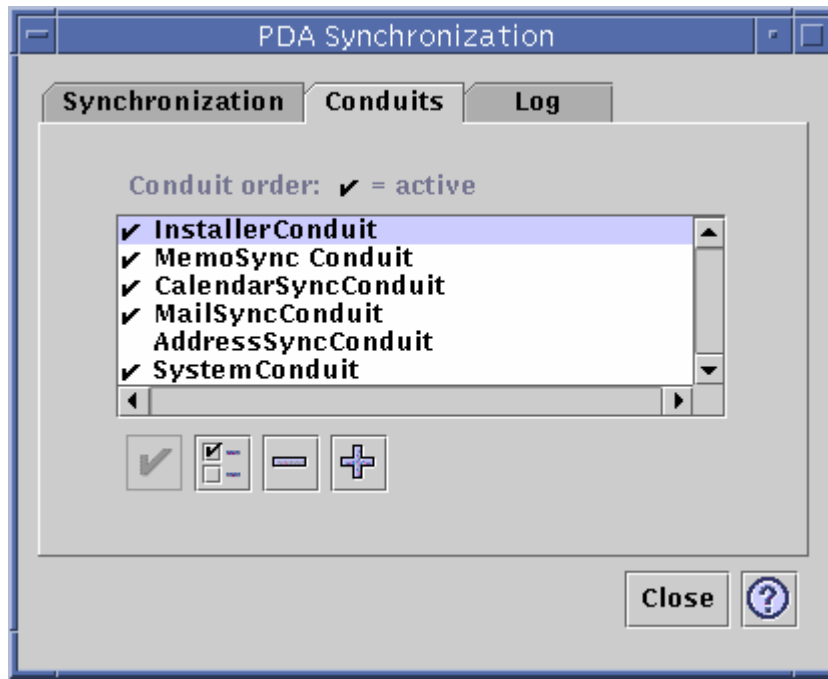 PDA Synchronization
Synchronization Conduits Log
Conduit order: ✔ = active
✔ InstallerConduit
✔ MemoSync Conduit
✔ CalendarSyncConduit
✔ MailSyncConduit
AddressSyncConduit
✔ SystemConduit
Close ?